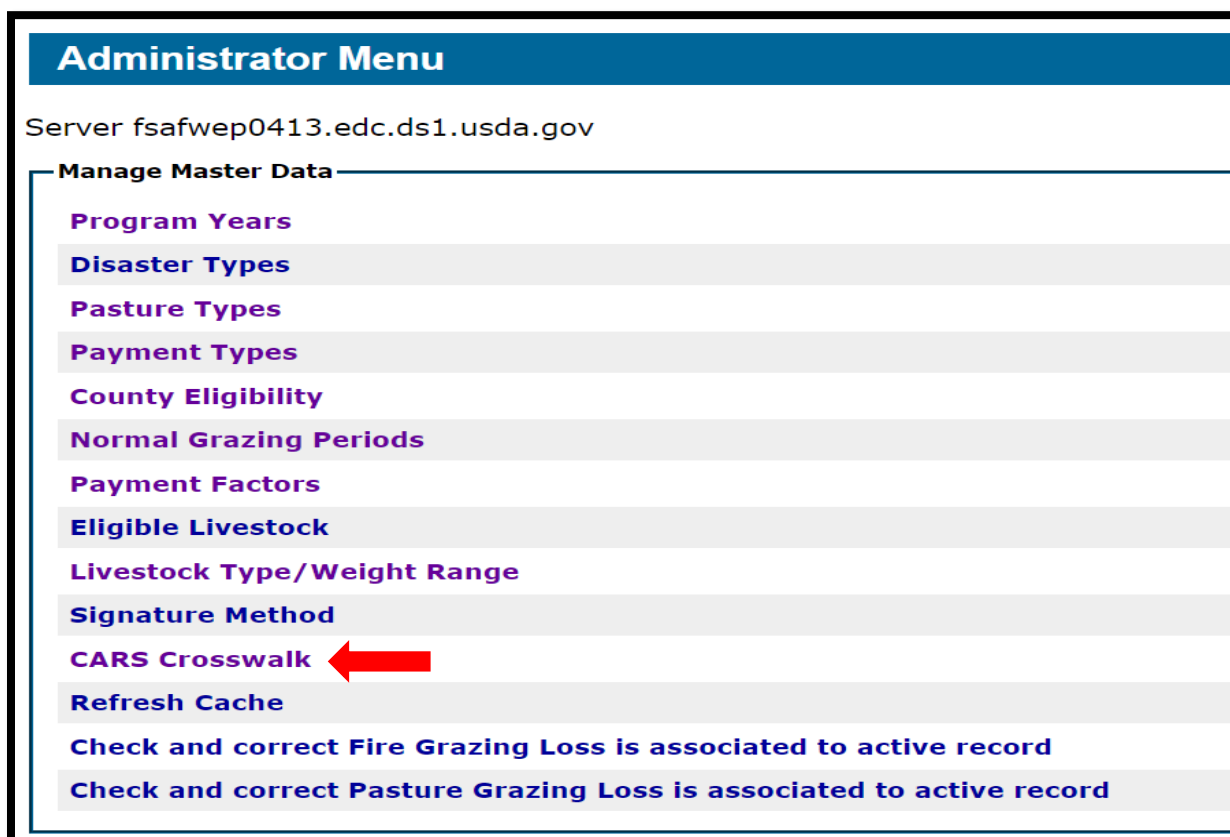 Administrator Menu
Server fsafwep0413.edc.ds1.usda.gov
Manage Master Data
Program Years
Disaster Types
Pasture Types
Payment Types
County Eligibility
Normal Grazing Periods
Payment Factors
Eligible Livestock
Livestock Type/Weight Range
Signature Method
CARS Crosswalk
Refresh Cache
Check and correct Fire Grazing Loss is associated to active record
Check and correct Pasture Grazing Loss is associated to active record